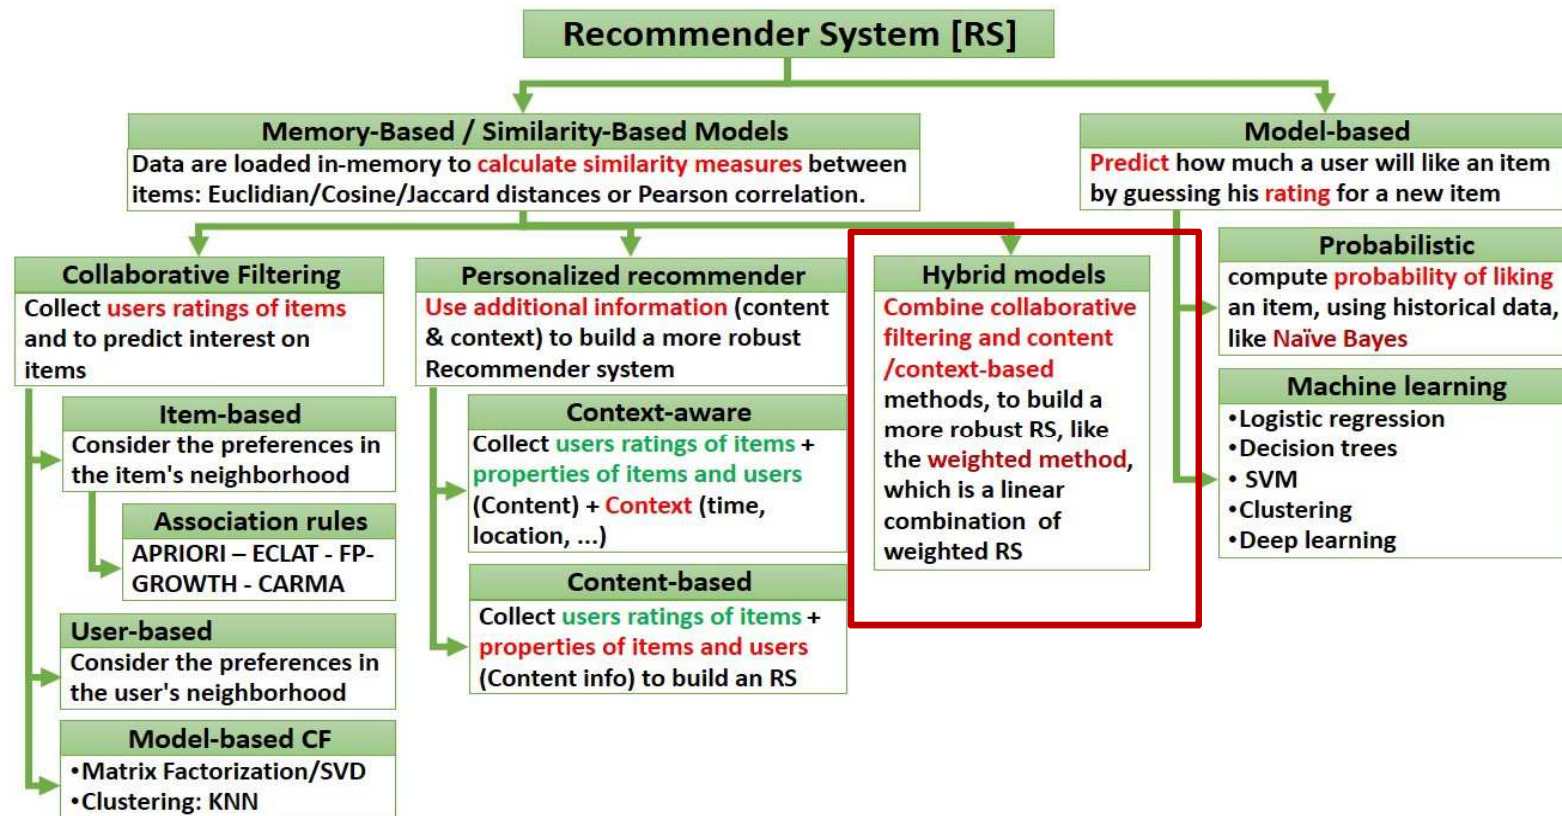 Recommender System [RS]
Memory-Based / Similarity-Based Models
Data are loaded in-memory to calculate similarity measures between
items: Euclidian/Cosine/Jaccard distances or Pearson correlation.
Model-based
Predict how much a user will like an item
by guessing his rating for a new item
Collaborative Filtering
Collect users ratings of items
and to predict interest on
items
Item-based
Consider the preferences in
the item's neighborhood
Association rules
APRIORI – ECLAT - FP-
GROWTH - CARMA
User-based
Consider the preferences in
the user's neighborhood
Model-based CF
•Matrix Factorization/SVD
•Clustering: KNN
Personalized recommender
Use additional information (content
& context) to build a more robust
Recommender system
Context-aware
Collect users ratings of items +
properties of items and users
(Content) + Context (time,
location, ...)
Content-based
Collect users ratings of items +
properties of items and users
(Content info) to build an RS
Hybrid models
Combine collaborative
filtering and content
/context-based
methods, to build a
more robust RS, like
the weighted method,
which is a linear
combination of
weighted RS
Probabilistic
compute probability of liking
an item, using historical data,
like Naïve Bayes
Machine learning
•Logistic regression
•Decision trees
• SVM
•Clustering
•Deep learning